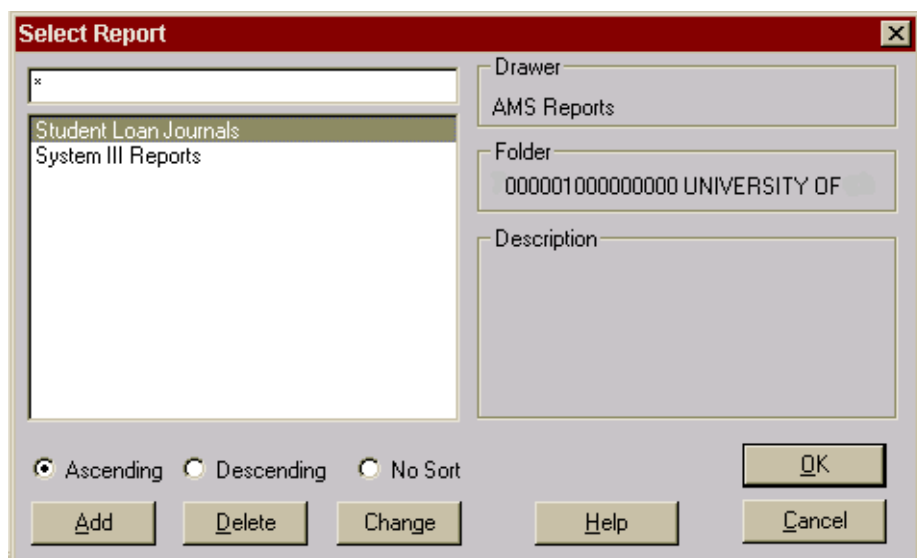 Select Report
*
Student Loan Journals
System III Reports
Drawer
AMS Reports
Folder
000001000000000 UNIVERSITY OF
Description
Ascending Descending No Sort
OK
Add Delete Change Help Cancel